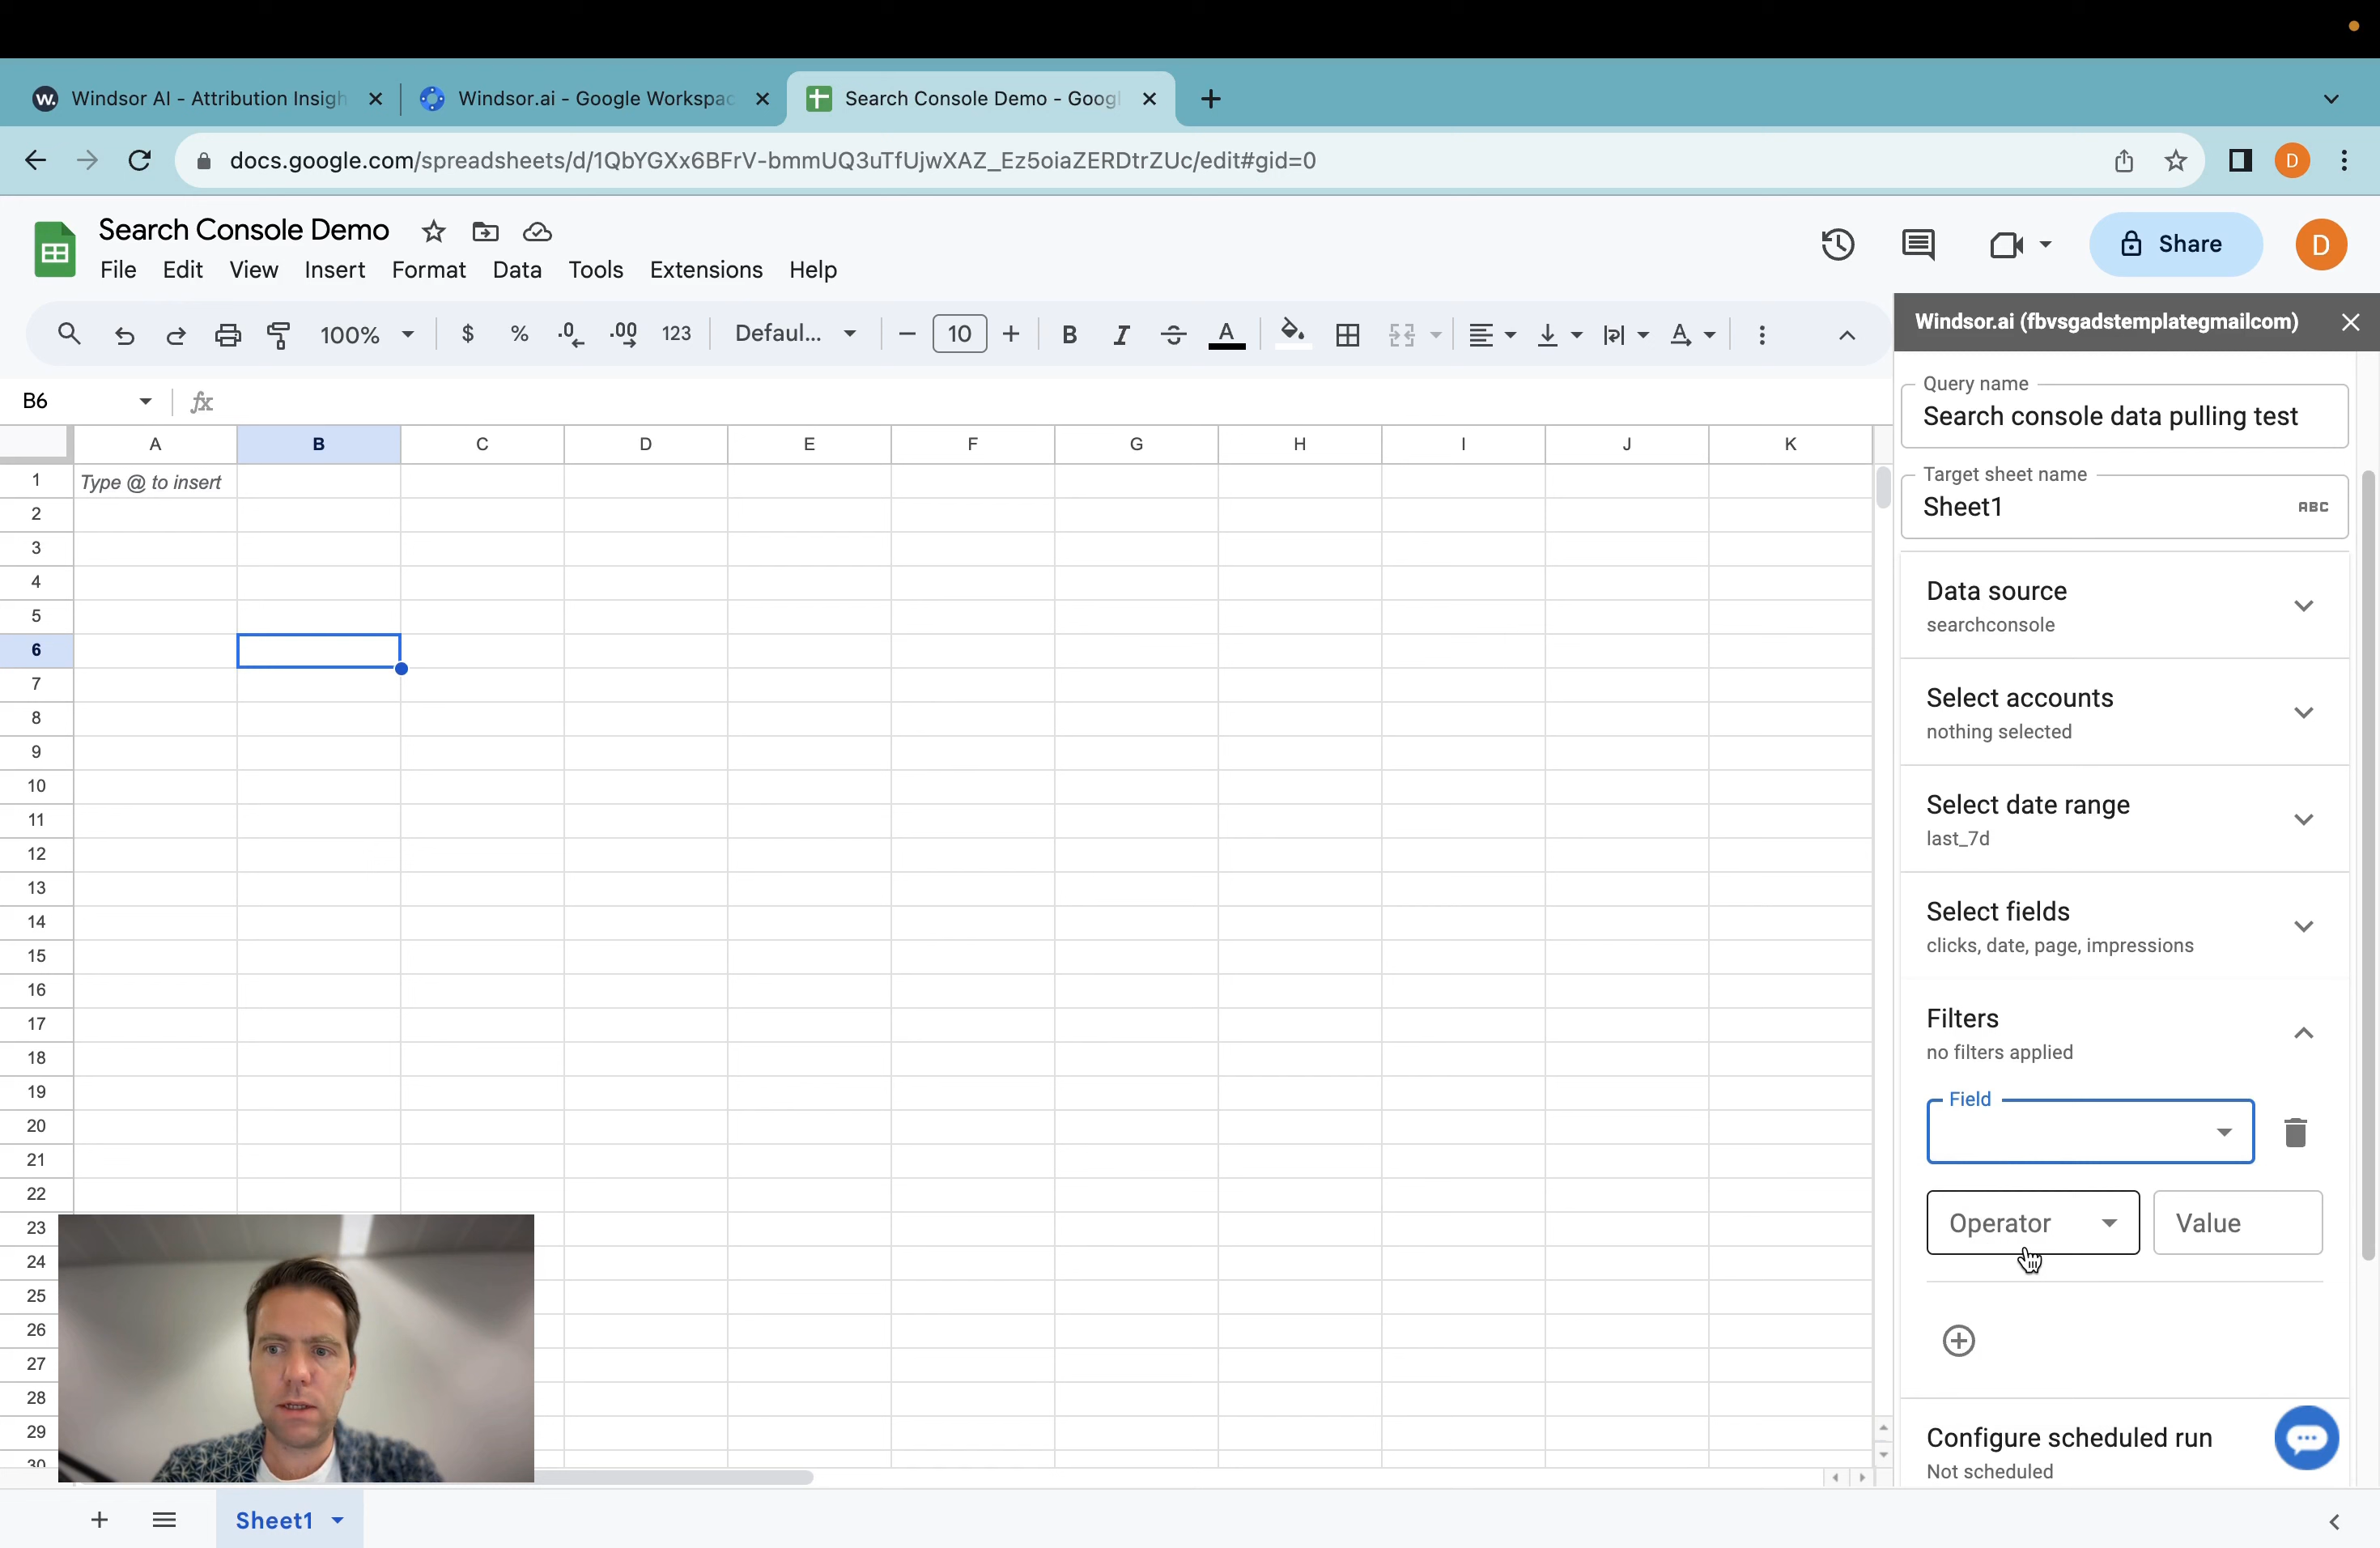 W. Windsor AI - Attribution Insigh
Windsor.ai - Google Workspac
Search Console Demo - Googl
docs.google.com/spreadsheets/d/1QbYGXx6BFrV-bmmUQ3uTfUjwXAZ_Ez5oiaZERDtrZUc/edit#gid=0
D
Search Console Demo
File Edit View Insert Format Data Tools Extensions Help
Share
D
100% $ % .0 .00 123 Defaul... 10 B I A A
Windsor.ai (fbvsgadstemplategmailcom)
B6 fx
A B C D E F G H I J K
1 Type @ to insert
2
3
4
5
6
7
8
9
10
11
12
13
14
15
16
17
18
19
20
21
22
23
24
25
26
27
28
29
30
Query name
Search console data pulling test
Target sheet name
Sheet1 ABC
Data source
searchconsole
Select accounts
nothing selected
Select date range
last_7d
Select fields
clicks, date, page, impressions
Filters
no filters applied
Field
Operator Value
Configure scheduled run
Not scheduled
Sheet1